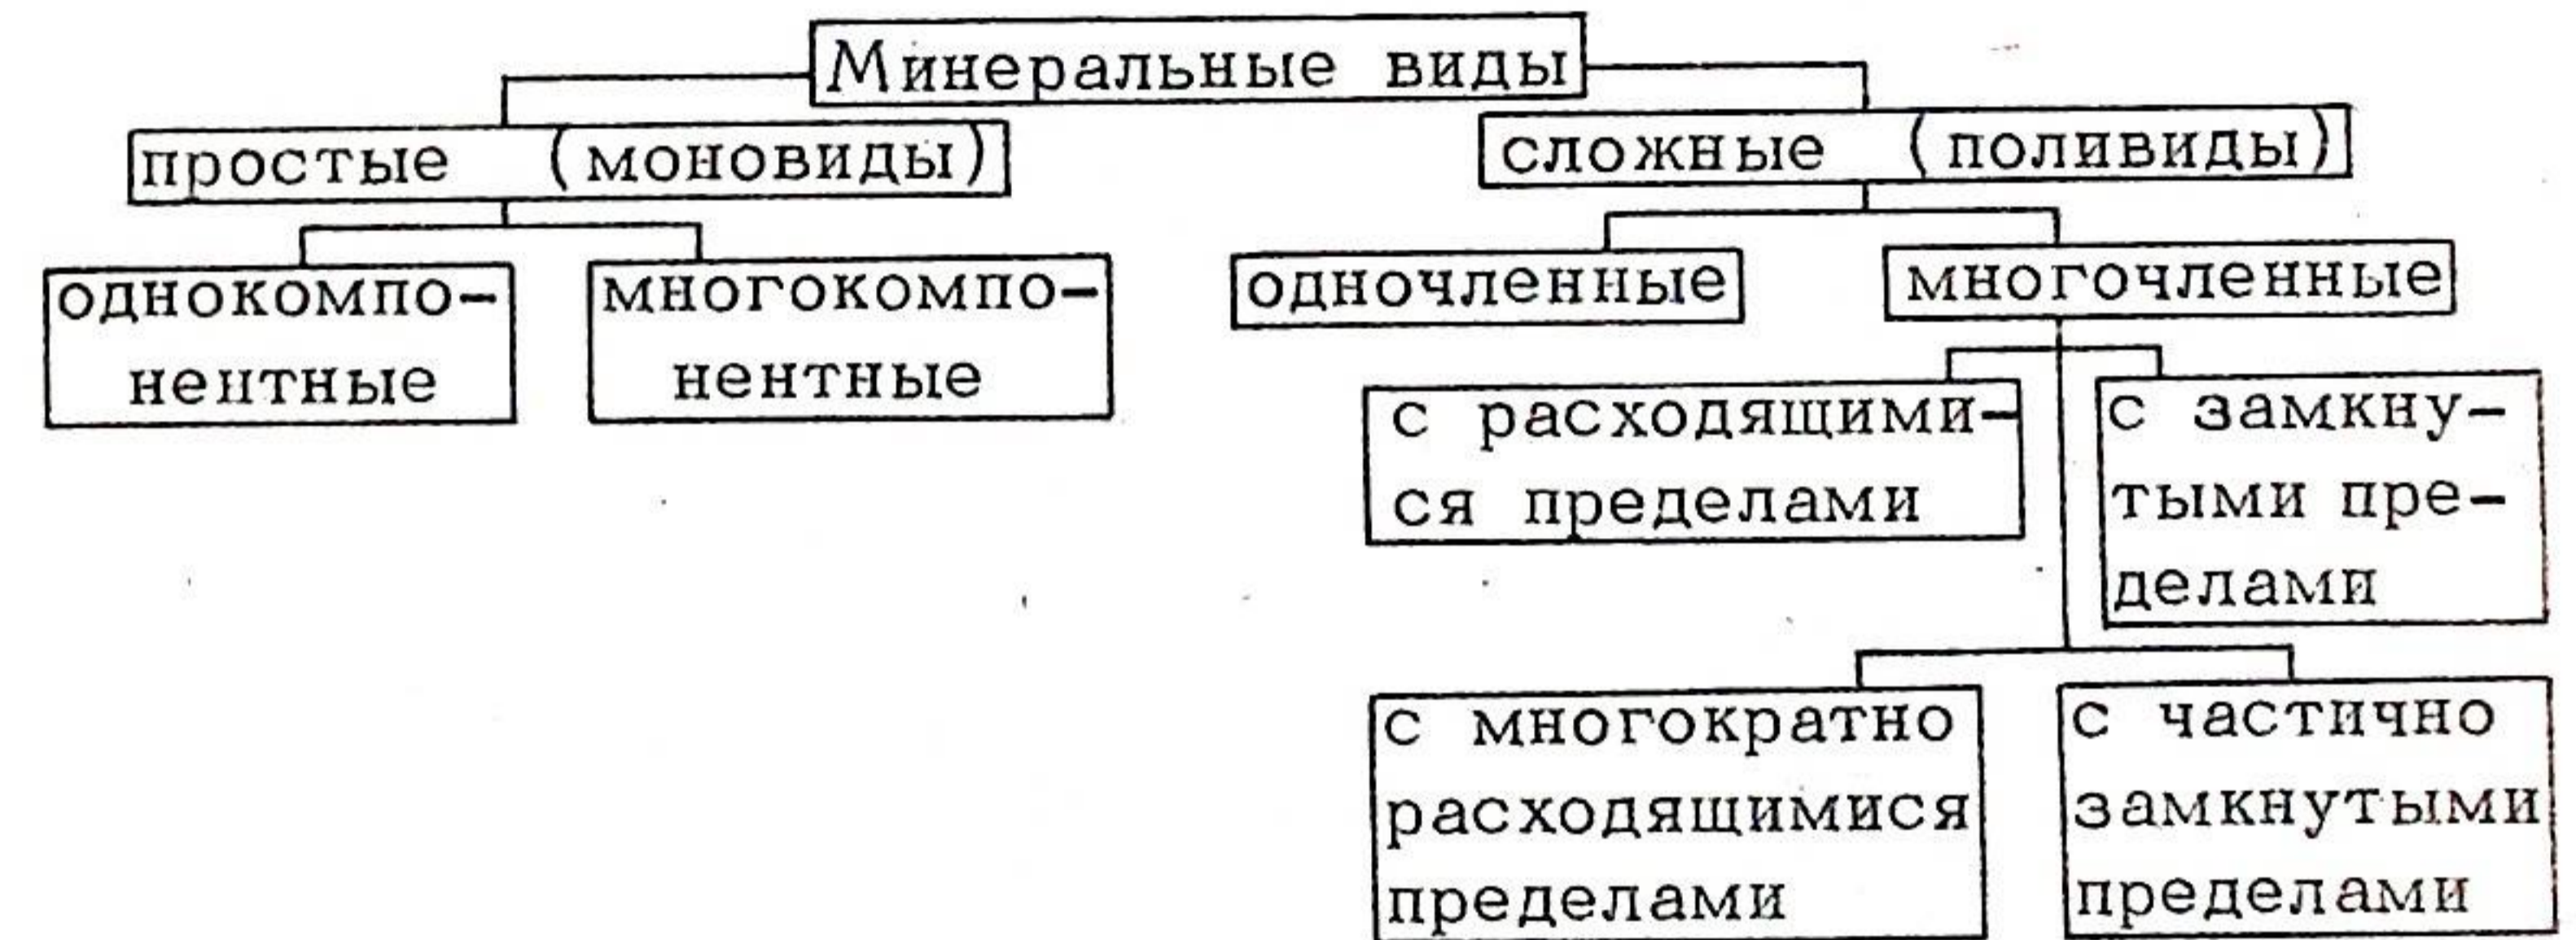 Минеральные виды
простые (моновиды)
сложные (поливиды)
однокомпо-
нентные
многокомпо-
нентные
одночленные
многочленные
с расходящими-
ся пределами
с замкну-
тыми пре-
делами
с многократно
расходящимися
пределами
с частично
замкнутыми
пределами